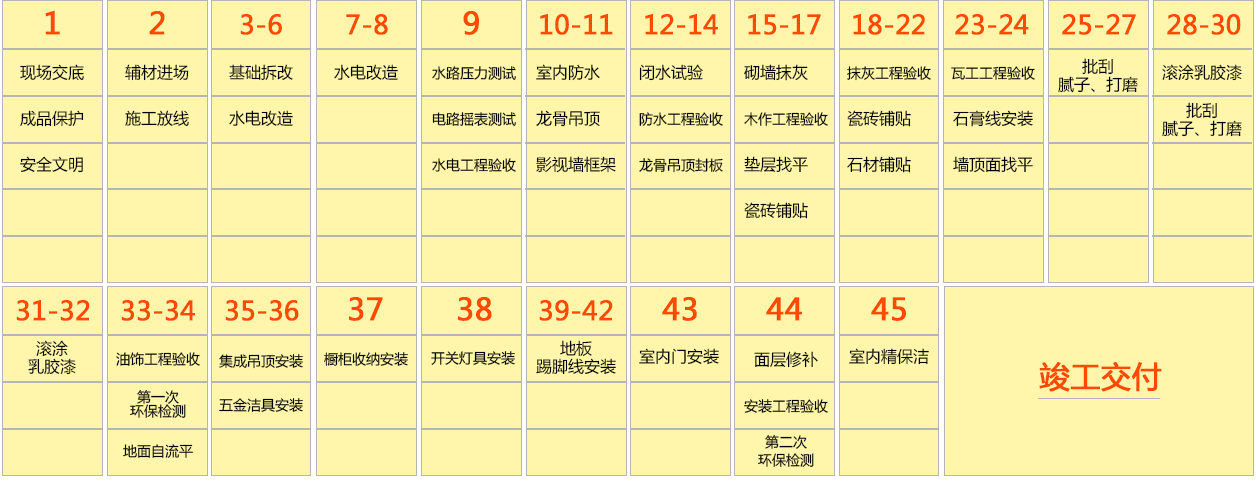 1 2 3-6 7-8 9 10-11 12-14 15-17 18-22 23-24 25-27 28-30
现场交底 辅材进场 基础拆改 水电改造 水路压力测试 室内防水 闭水试验 砌墙抹灰 抹灰工程验收 瓦工工程验收 批刮 滚涂乳胶漆
腻子、打磨
成品保护 施工放线 水电改造 电路摇表测试 龙骨吊顶 防水工程验收 木作工程验收 瓷砖铺贴 石膏线安装 批刮
腻子、打磨
安全文明 水电工程验收 影视墙框架 龙骨吊顶封板 垫层找平 石材铺贴 墙顶面找平
瓷砖铺贴
31-32 33-34 35-36 37 38 39-42 43 44 45
滚涂 油饰工程验收 集成吊顶安装 橱柜收纳安装 开关灯具安装 地板 室内门安装 面层修补 室内精保洁
乳胶漆 踢脚线安装
第一次 五金洁具安装 安装工程验收
环保检测
地面自流平 第二次
环保检测
竣工交付